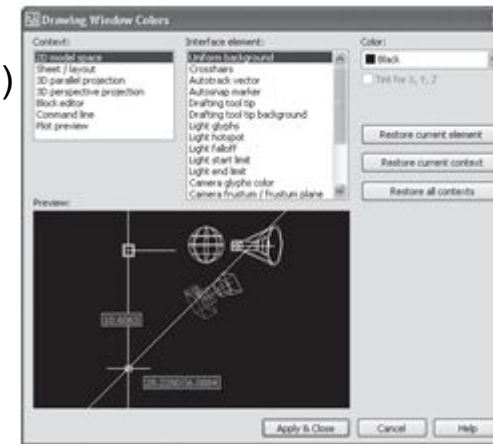 Drawing Window Colors
)
Context:
2D model space
Sheet / layout
3D parallel projection
3D perspective projection
Block editor
Command line
Plot preview
Interface element:
Uniform background
Crosshairs
Autotrack vector
Autosnap marker
Drafting tool tip
Drafting tool tip background
Light glyphs
Light hotspot
Light falloff
Light start limit
Light end limit
Camera glyphs color
Camera frustum / frustum plane
Color:
Black
Tint for X, Y, Z
Restore current element
Restore current context
Restore all contexts
Preview:
Apply & Close
Cancel
Help